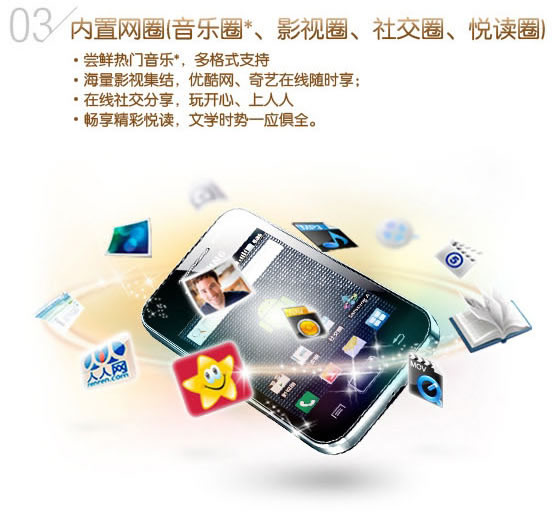 03
内置网圈(音乐圈*、影视圈、社交圈、悦读圈)
· 尝鲜热门音乐*，多格式支持
· 海量影视集结，优酷网、奇艺在线随时享；
· 在线社交分享，玩开心、上人人
· 畅享精彩悦读，文学时势一应俱全。
MP3
5
人人网
renren.com
MOV